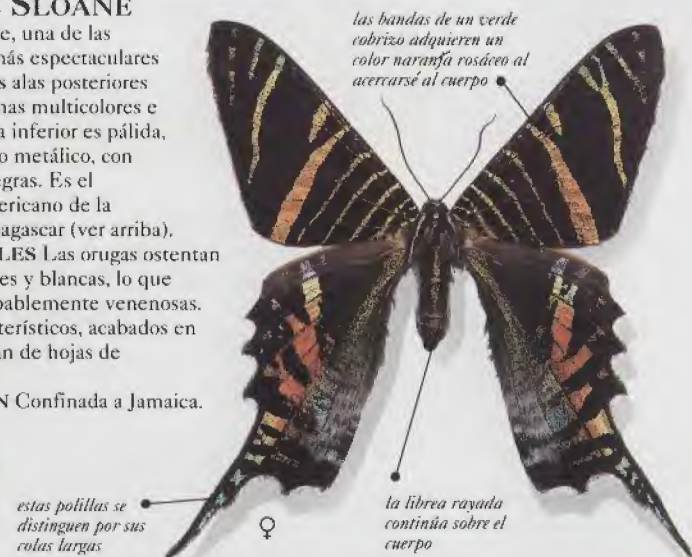 SLOANE
e, una de las
más espectaculares
s alas posteriores
nas multicolores e
a inferior es pálida,
o metálico, con
egras. Es el
ericano de la
agascar (ver arriba).
LES Las orugas ostentan
es y blancas, lo que
bablemente venenosas.
terísticos, acabados en
an de hojas de
N Confinada a Jamaica.
las bandas de un verde
cobrizo adquieren un
color naranja rosáceo al
acercarsé al cuerpo
estas polillas se
distinguen por sus
colas largas
♀
la librea rayada
continúa sobre el
cuerpo